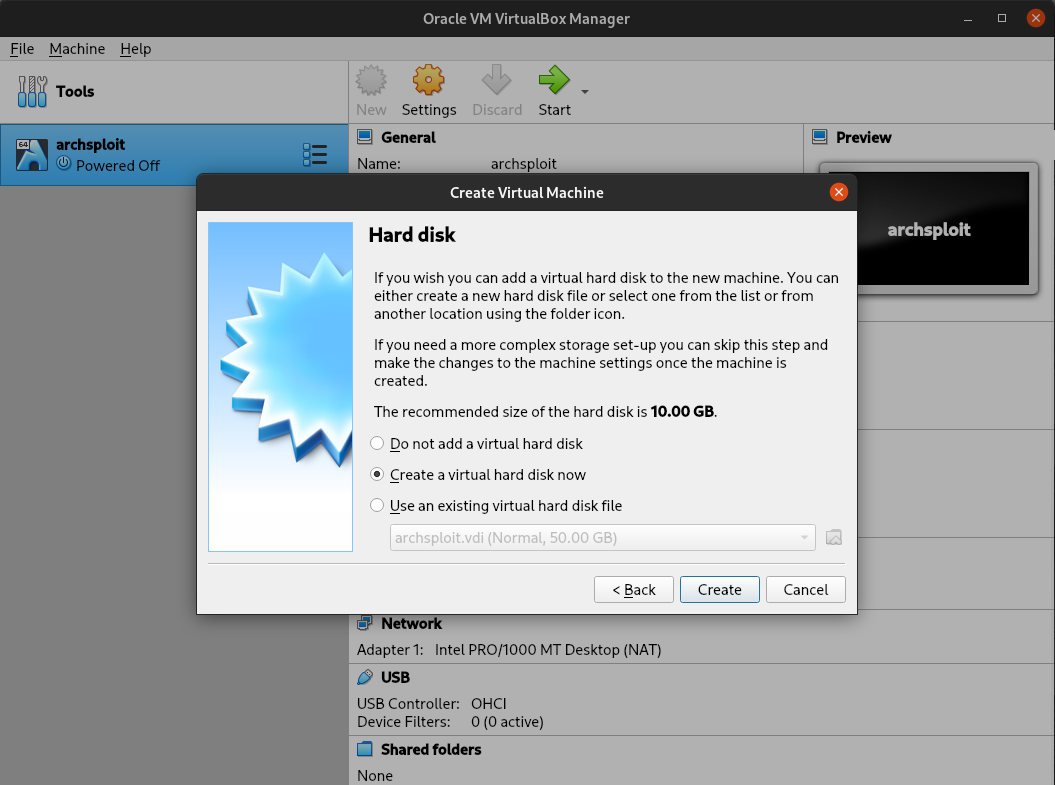 Oracle VM VirtualBox Manager
File Machine Help
Tools
New Settings Discard Start
64
archsploit
Powered Off
General
Name: archsploit
Preview
archsploit
Create Virtual Machine
Hard disk
If you wish you can add a virtual hard disk to the new machine. You can
either create a new hard disk file or select one from the list or from
another location using the folder icon.
If you need a more complex storage set-up you can skip this step and
make the changes to the machine settings once the machine is
created.
The recommended size of the hard disk is 10.00 GB.
Do not add a virtual hard disk
Create a virtual hard disk now
Use an existing virtual hard disk file
archsploit.vdi (Normal, 50.00 GB)
< Back Create Cancel
Network
Adapter 1: Intel PRO/1000 MT Desktop (NAT)
USB
USB Controller: OHCI
Device Filters: 0 (0 active)
Shared folders
None